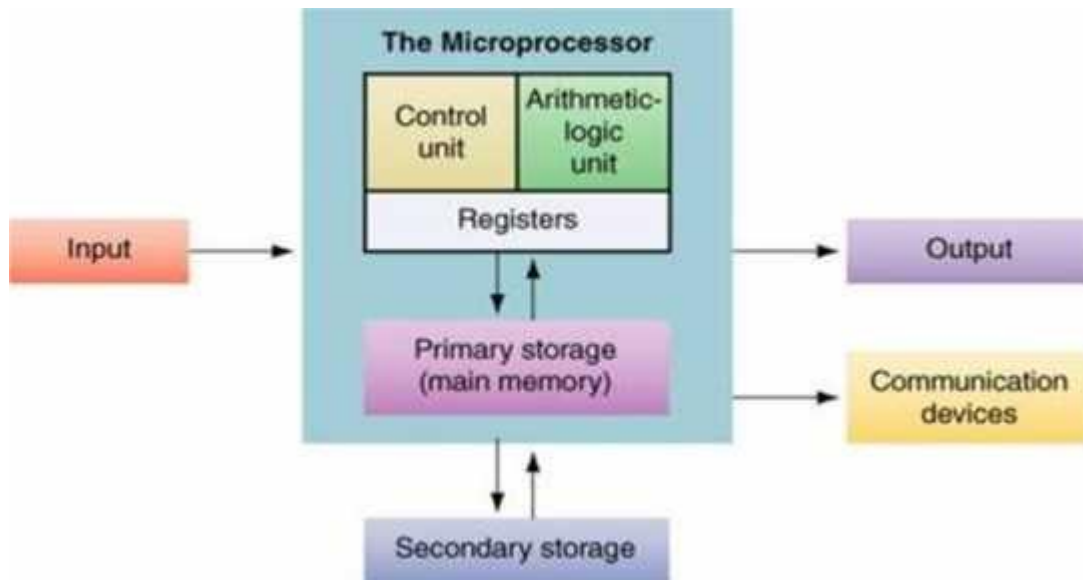 The Microprocessor
Control
unit
Arithmetic-
logic
unit
Registers
Input
Output
Primary storage
(main memory)
Communication
devices
Secondary storage